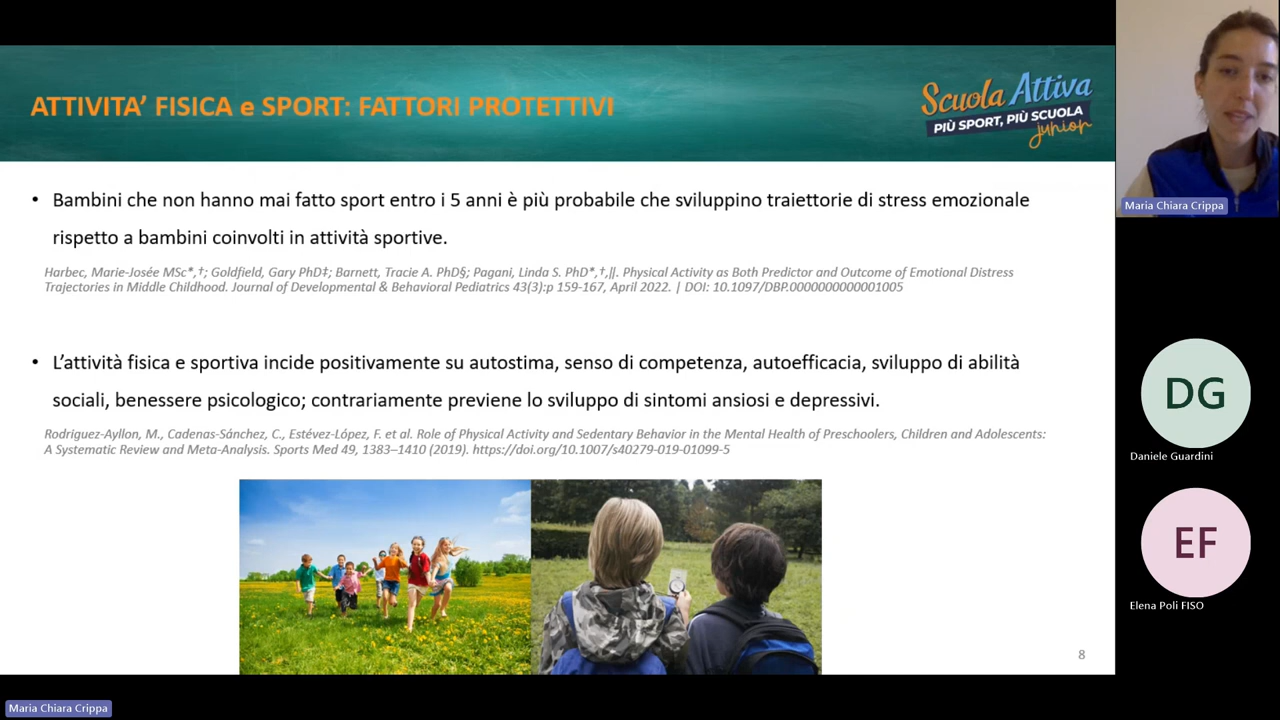 ATTIVITA’ FISICA e SPORT: FATTORI PROTETTIVI
Scuola Attiva
PIÙ SPORT, PIÙ SCUOLA
junior
• Bambini che non hanno mai fatto sport entro i 5 anni è più probabile che sviluppino traiettorie di stress emozionale
rispetto a bambini coinvolti in attività sportive.
Harbec, Marie-Josée MSc*,†; Goldfield, Gary PhD‡; Barnett, Tracie A. PhD§; Pagani, Linda S. PhD*,†,‖. Physical Activity as Both Predictor and Outcome of Emotional Distress
Trajectories in Middle Childhood. Journal of Developmental & Behavioral Pediatrics 43(3):p 159-167, April 2022. | DOI: 10.1097/DBP.0000000000001005
• L’attività fisica e sportiva incide positivamente su autostima, senso di competenza, autoefficacia, sviluppo di abilità
sociali, benessere psicologico; contrariamente previene lo sviluppo di sintomi ansiosi e depressivi.
Rodriguez-Ayllon, M., Cadenas-Sánchez, C., Estévez-López, F. et al. Role of Physical Activity and Sedentary Behavior in the Mental Health of Preschoolers, Children and Adolescents:
A Systematic Review and Meta-Analysis. Sports Med 49, 1383–1410 (2019). https://doi.org/10.1007/s40279-019-01099-5
8
Maria Chiara Crippa
DG
Daniele Guardini
EF
Elena Poli FISO
Maria Chiara Crippa